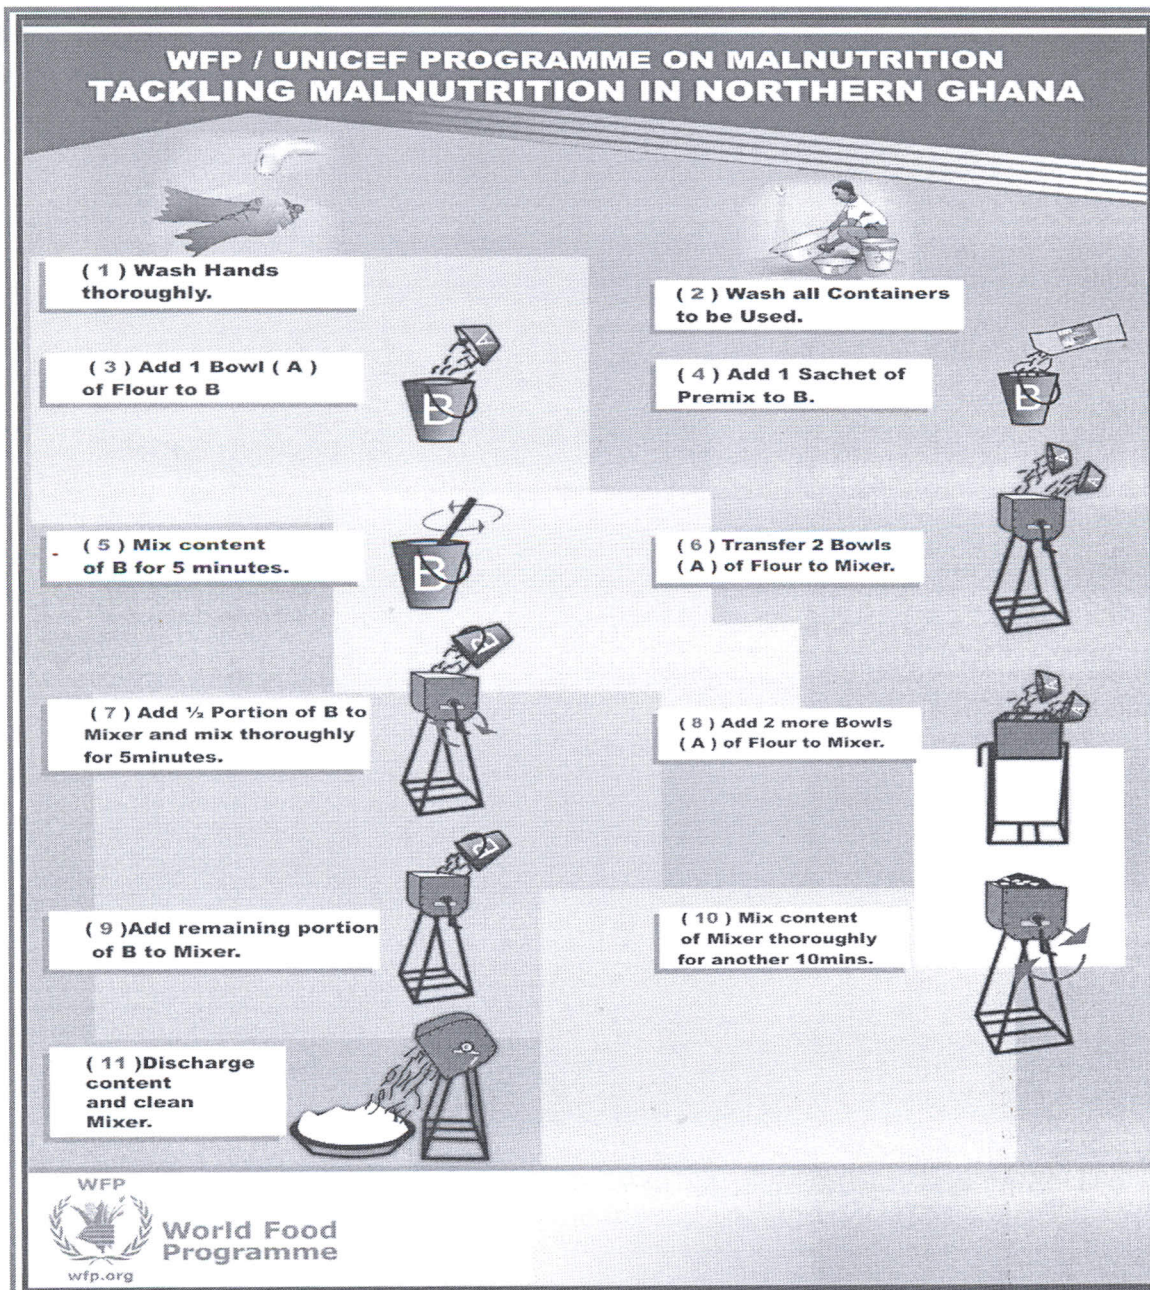 WFP / UNICEF PROGRAMME ON MALNUTRITION
TACKLING MALNUTRITION IN NORTHERN GHANA
( 1 ) Wash Hands
thoroughly.
( 2 ) Wash all Containers
to be Used.
( 3 ) Add 1 Bowl ( A )
of Flour to B
A
B
( 4 ) Add 1 Sachet of
Premix to B.
B
( 5 ) Mix content
of B for 5 minutes.
B
( 6 ) Transfer 2 Bowls
( A ) of Flour to Mixer.
A
A
( 7 ) Add ½ Portion of B to
Mixer and mix thoroughly
for 5minutes.
B
( 8 ) Add 2 more Bowls
( A ) of Flour to Mixer.
A
A
( 9 )Add remaining portion
of B to Mixer.
B
( 10 ) Mix content
of Mixer thoroughly
for another 10mins.
( 11 )Discharge
content
and clean
Mixer.
WFP
wfp.org
World Food
Programme